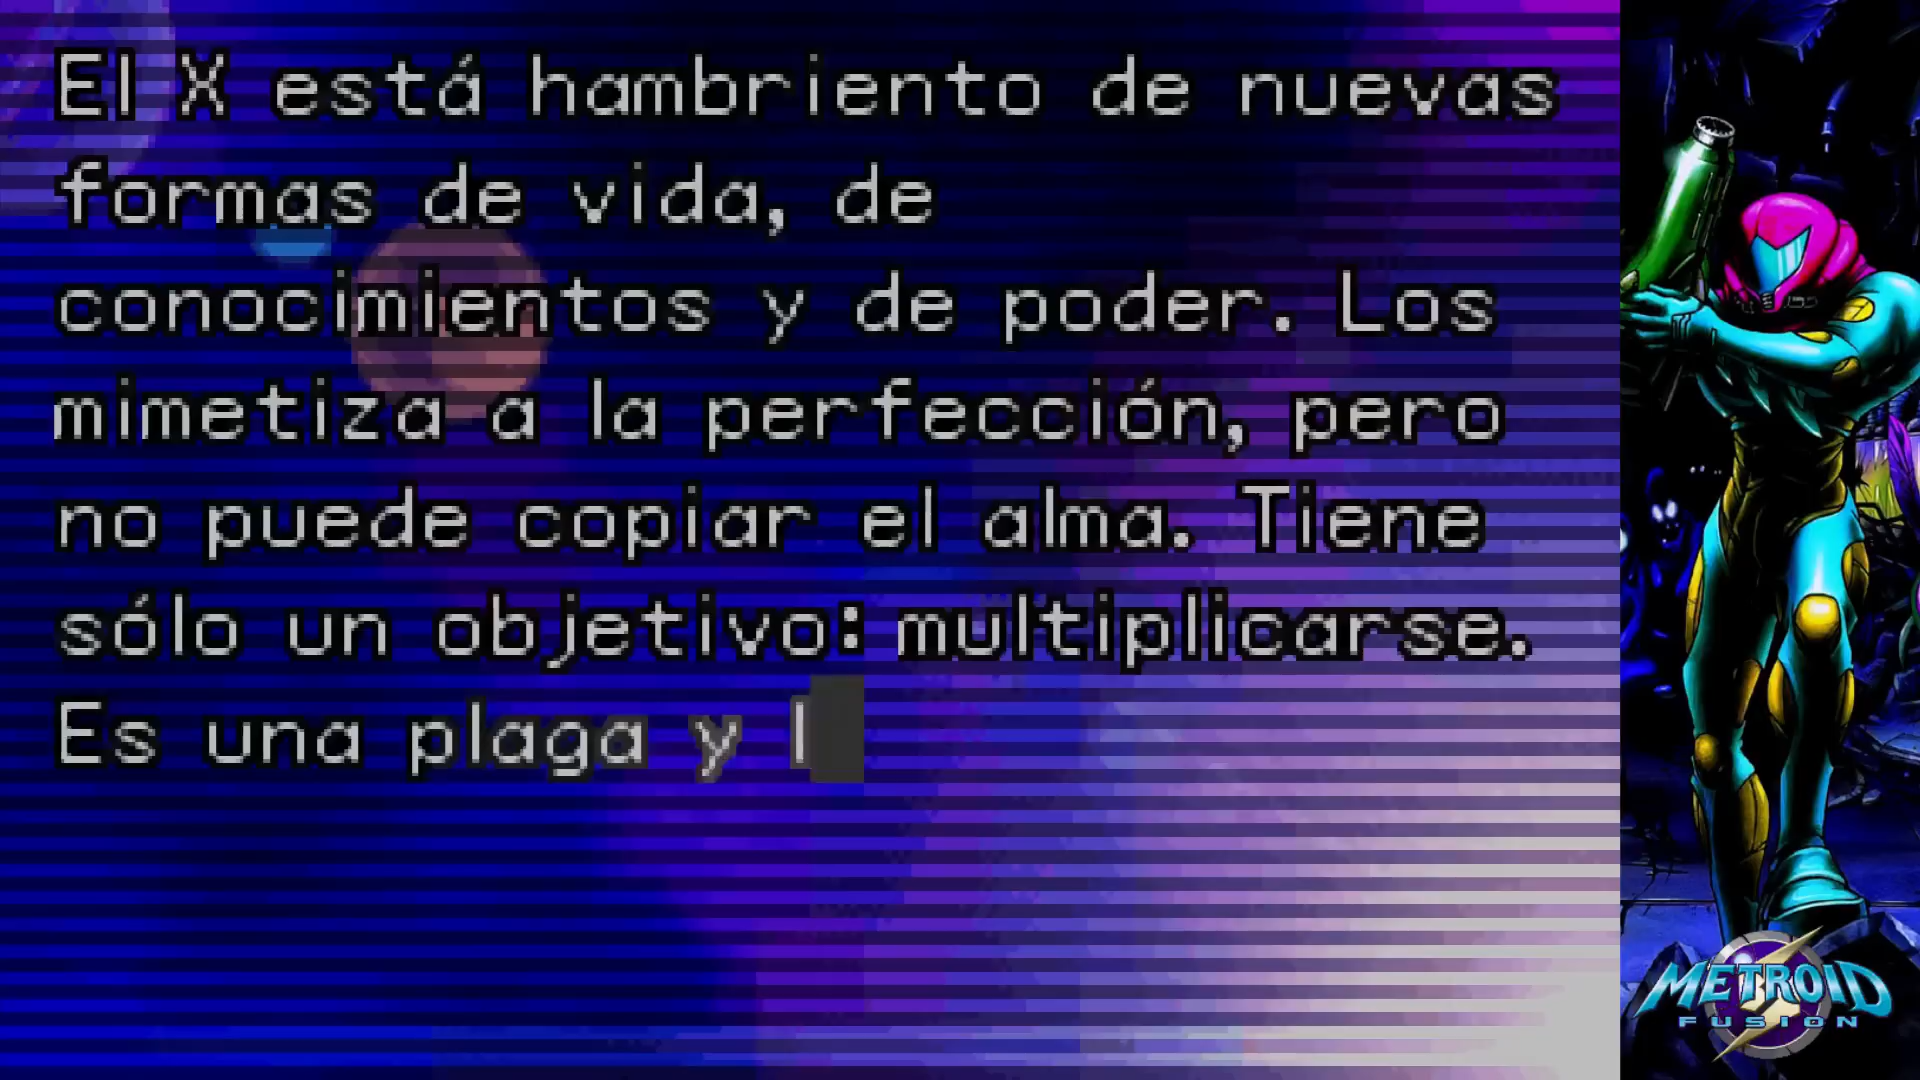 El X está hambriento de nuevas
formas de vida, de
conocimientos y de poder. Los
mimetiza a la perfección, pero
no puede copiar el alma. Tiene
sólo un objetivo: multiplicarse.
Es una plaga y l
METROID
FUSION